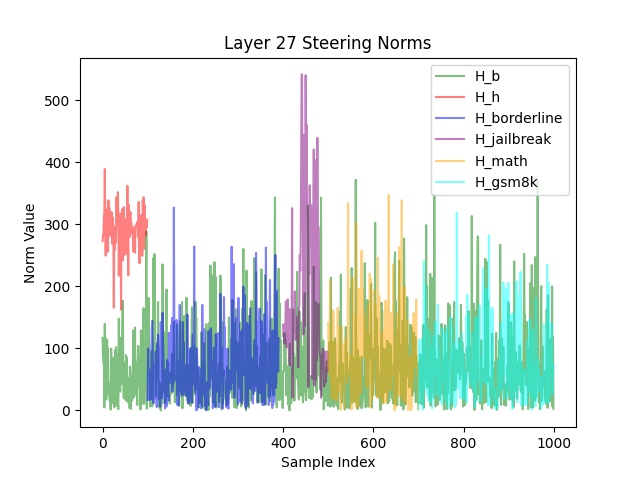 Layer 27 Steering Norms
H_b
H_h
H_borderline
H_jailbreak
H_math
H_gsm8k
Norm Value
500
400
300
200
100
0
0 200 400 600 800 1000
Sample Index